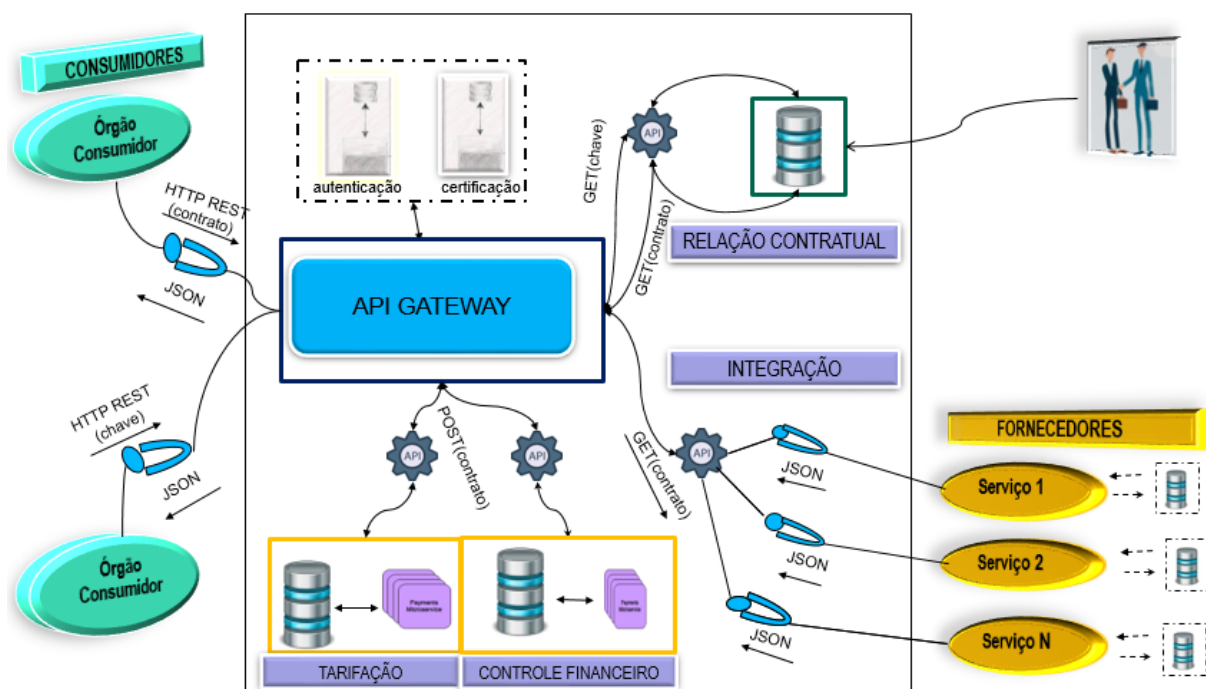 CONSUMIDORES
Órgão
Consumidor
HTTP REST
(contrato)
JSON
HTTP REST
(chave)
JSON
Órgão
Consumidor
autenticação
certificação
API GATEWAY
API
GET(chave)
GET(contrato)
RELAÇÃO CONTRATUAL
INTEGRAÇÃO
POST(contrato)
API
API
GET(contrato)
API
JSON
JSON
JSON
FORNECEDORES
Serviço 1
Serviço 2
Serviço N
Payments
Microservice
TARIFAÇÃO
CONTROLE FINANCEIRO